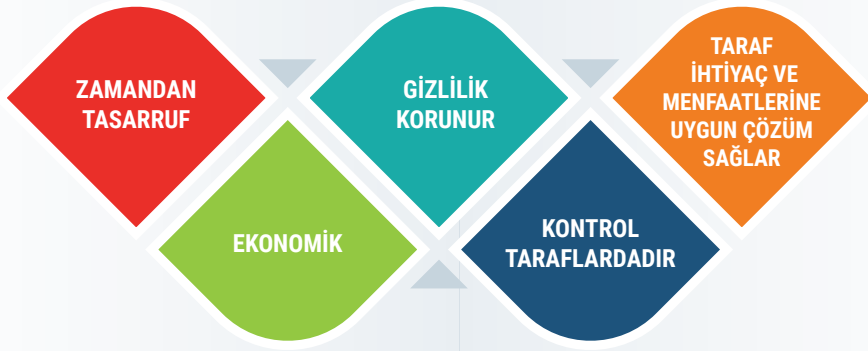 ZAMANDAN
TASARRUF
EKONOMİK
GİZLİLİK
KORUNUR
KONTROL
TARAFLARDADIR
TARAF
İHTİYAÇ VE
MENFAATLERİNE
UYGUN ÇÖZÜM
SAĞLAR